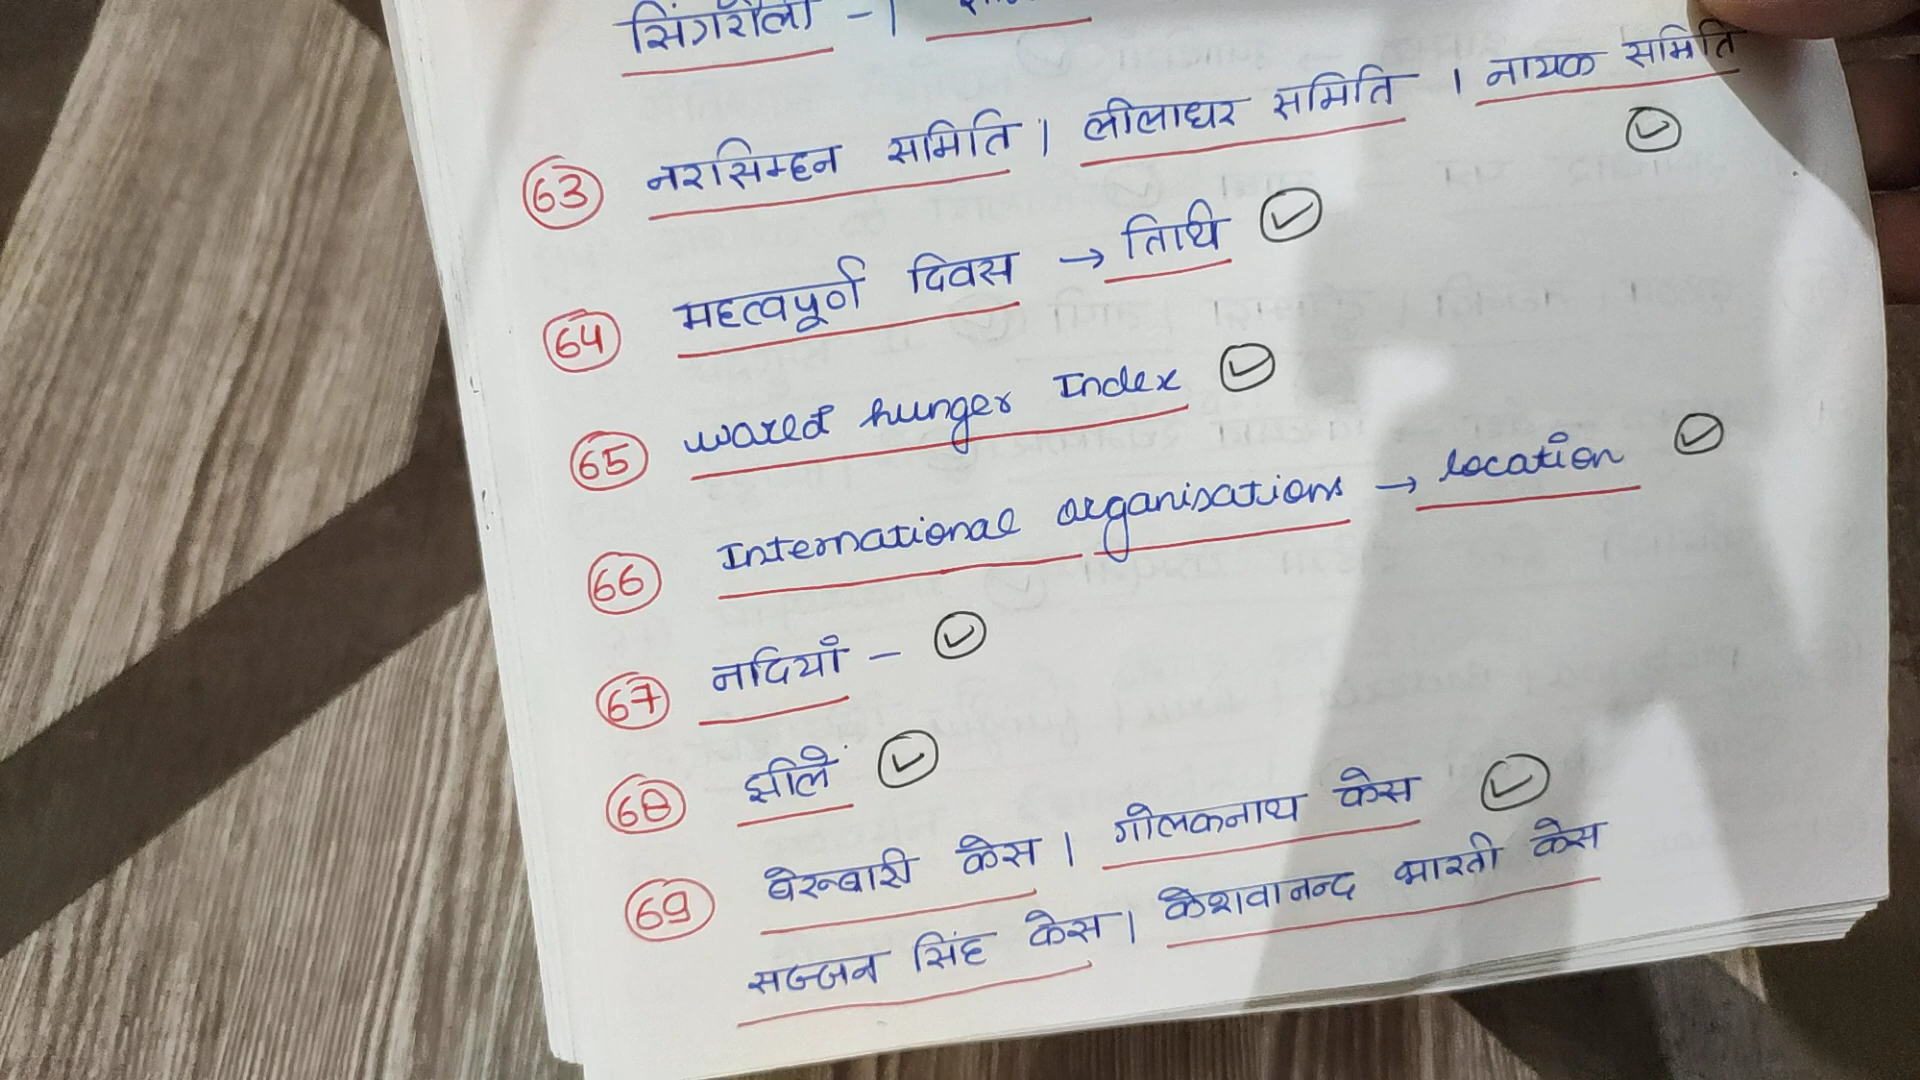 सिंगरौली - |
63 नरसिम्हन समिति | लीलाधर समिति | नायक समिति
64 महत्वपूर्ण दिवस → तिथि
65 world hunger Index
66 International organisations → location
67 नदियाँ -
68 झीलें
69 बेरूबारी केस | गोलकनाथ केस
सज्जन सिंह केस | केशवानन्द भारती केस